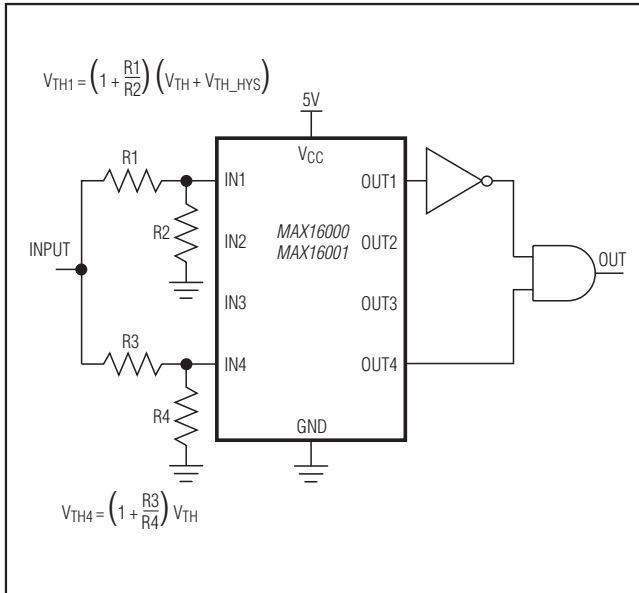 VTH1 = (1 + R1/R2) (VTH + VTH_HYS)
5V
VCC
R1
IN1
OUT1
R2
MAX16000
MAX16001
INPUT
IN2
OUT2
OUT
IN3
OUT3
R3
IN4
OUT4
R4
GND
VTH4 = (1 + R3/R4) VTH